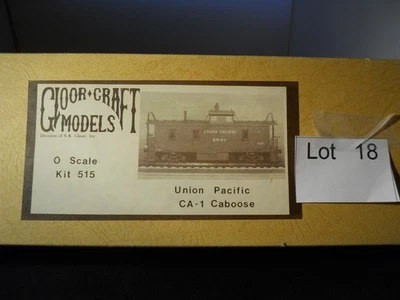 GLOOR✦CRAFT
MODELS
O Scale
Kit 515
UNION PACIFIC
Union Pacific
CA-1 Caboose
Lot 18